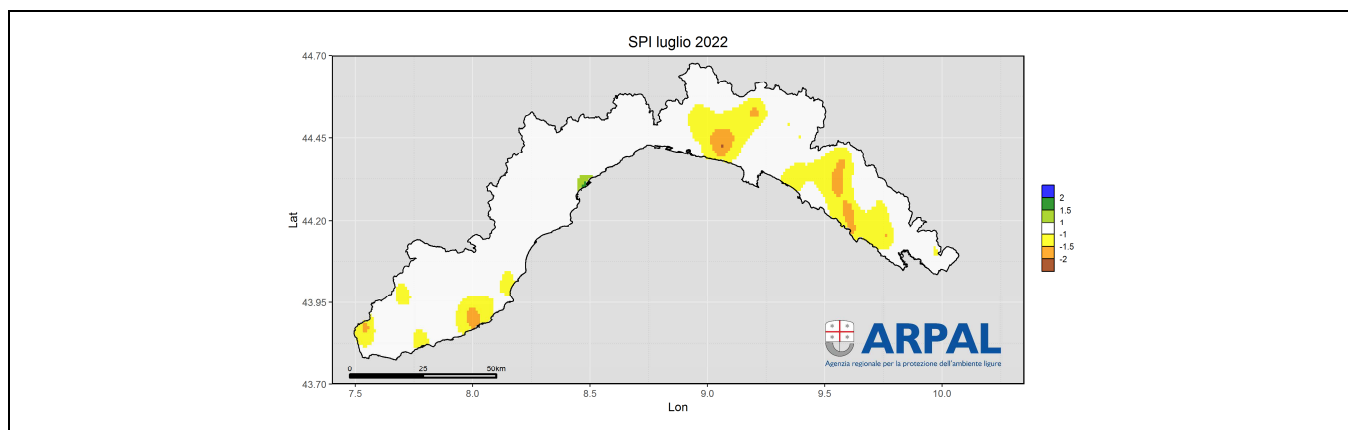 SPI luglio 2022
44.70
44.45
44.20
43.95
43.70
Lat
2
1.5
1
-1
-1.5
-2
ARPAL
Agenzia regionale per la protezione dell'ambiente ligure
0 25 50km
7.5 8.0 8.5 9.0 9.5 10.0
Lon